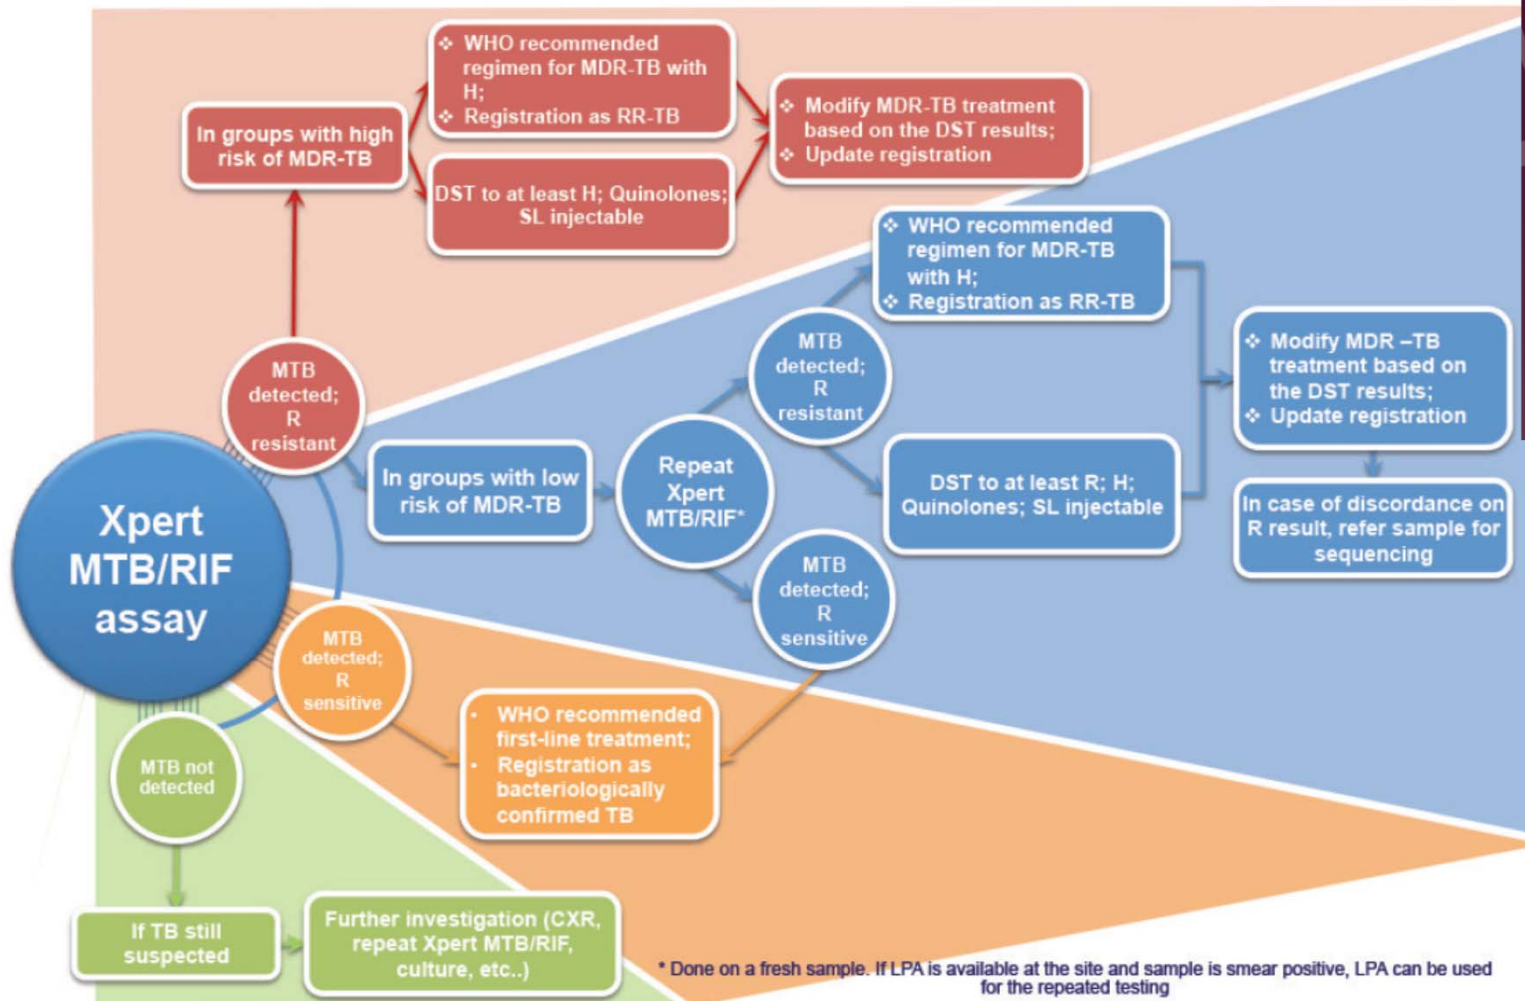 ❖ WHO recommended
regimen for MDR-TB with
H;
❖ Registration as RR-TB
In groups with high
risk of MDR-TB
❖ Modify MDR-TB treatment
based on the DST results;
❖ Update registration
DST to at least H; Quinolones;
SL injectable
❖ WHO recommended
regimen for MDR-TB
with H;
❖ Registration as RR-TB
MTB
detected;
R
resistant
MTB
detected;
R
resistant
❖ Modify MDR –TB
treatment based on
the DST results;
❖ Update registration
In groups with low
risk of MDR-TB
Repeat
Xpert
MTB/RIF*
DST to at least R; H;
Quinolones; SL injectable
In case of discordance on
R result, refer sample for
sequencing
Xpert
MTB/RIF
assay
MTB
detected;
R
sensitive
MTB
detected;
R
sensitive
• WHO recommended
first-line treatment;
• Registration as
bacteriologically
confirmed TB
MTB not
detected
If TB still
suspected
Further investigation (CXR,
repeat Xpert MTB/RIF,
culture, etc..)
* Done on a fresh sample. If LPA is available at the site and sample is smear positive, LPA can be used
for the repeated testing